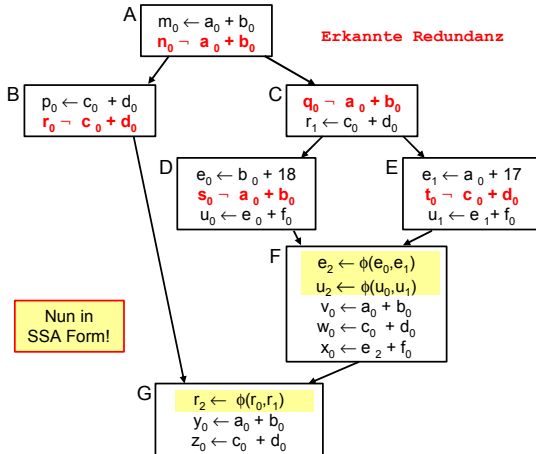 A
m₀ ← a₀ + b₀
n₀ ¬ a₀ + b₀
Erkannte Redundanz
B
p₀ ← c₀ + d₀
r₀ ¬ c₀ + d₀
C
q₀ ¬ a₀ + b₀
r₁ ← c₀ + d₀
D
e₀ ← b₀ + 18
s₀ ¬ a₀ + b₀
u₀ ← e₀ + f₀
E
e₁ ← a₀ + 17
t₀ ¬ c₀ + d₀
u₁ ← e₁ + f₀
F
e₂ ← ϕ(e₀,e₁)
u₂ ← ϕ(u₀,u₁)
v₀ ← a₀ + b₀
w₀ ← c₀ + d₀
x₀ ← e₂ + f₀
Nun in
SSA Form!
G
r₂ ← ϕ(r₀,r₁)
y₀ ← a₀ + b₀
z₀ ← c₀ + d₀